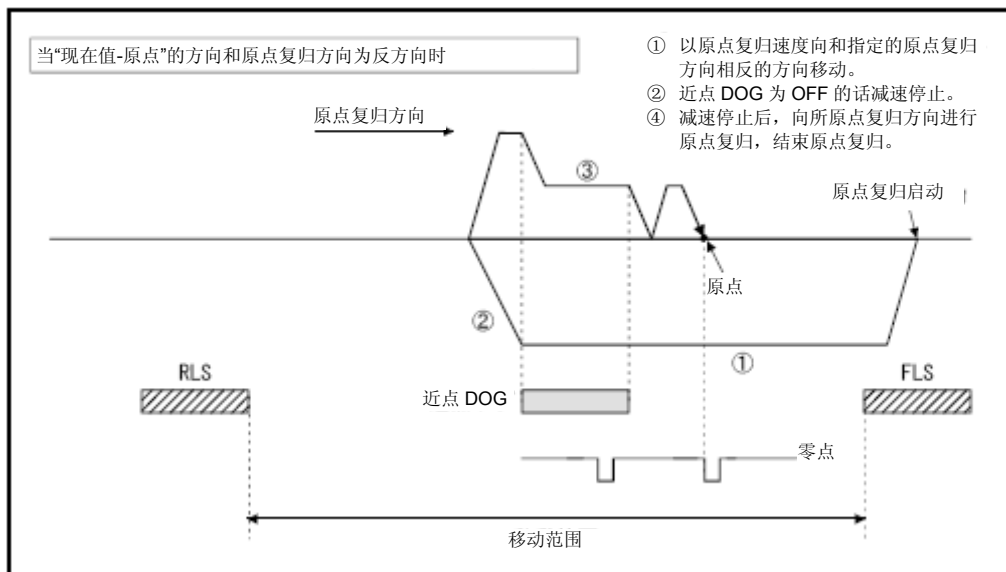 当“现在值-原点”的方向和原点复归方向为反方向时
① 以原点复归速度向和指定的原点复归
方向相反的方向移动。
② 近点 DOG 为 OFF 的话减速停止。
④ 减速停止后，向所原点复归方向进行
原点复归，结束原点复归。
原点复归方向
③
原点复归启动
原点
②
①
RLS
近点 DOG
FLS
零点
移动范围